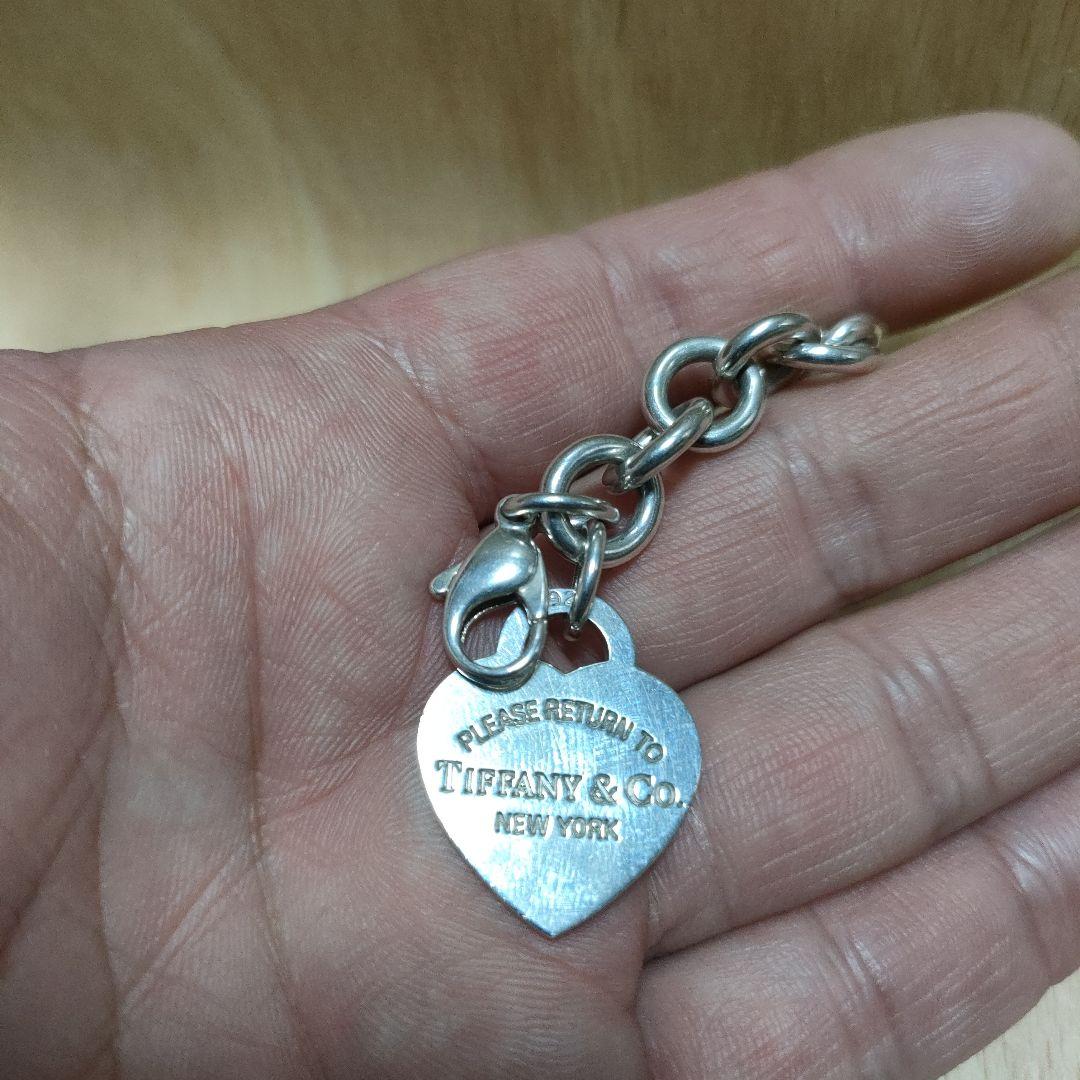 PLEASE RETURN TO
TIFFANY & CO.
NEW YORK